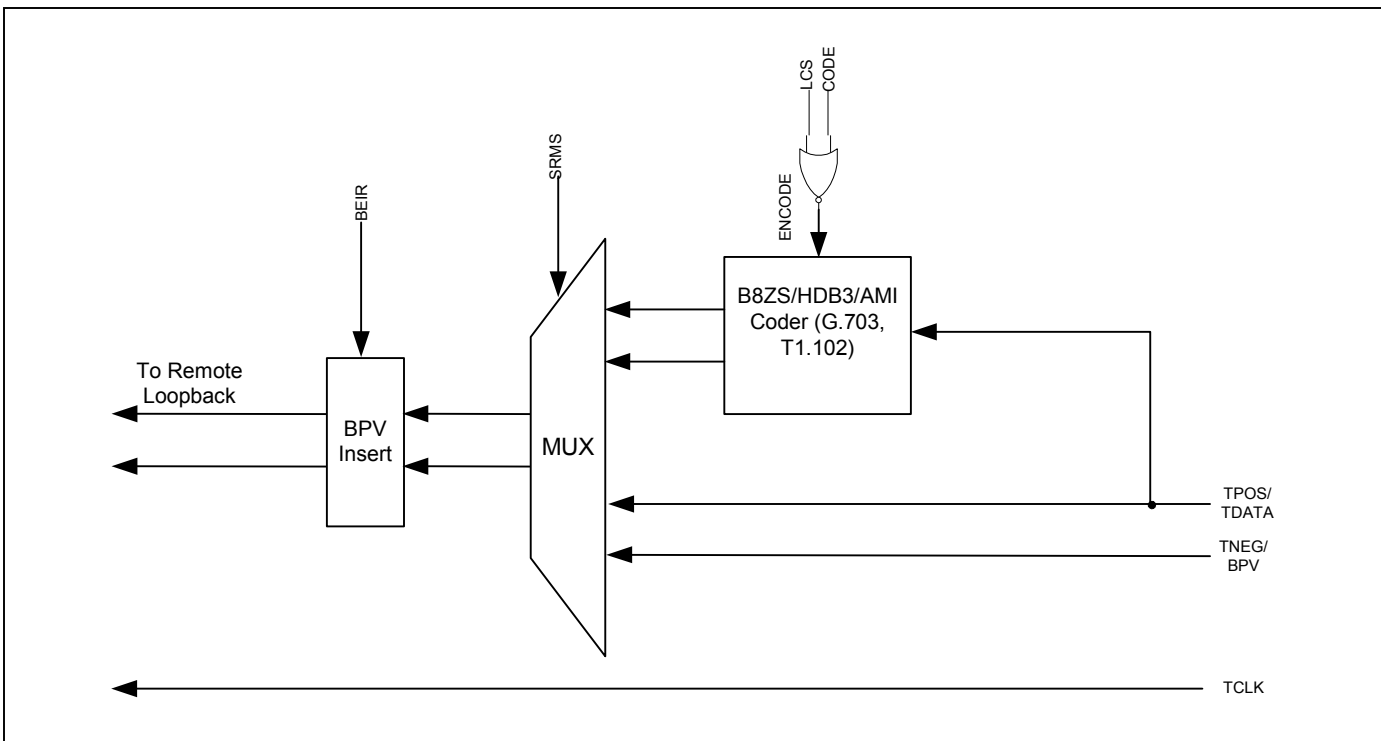 LCS
CODE
SRMS
BEIR
ENCODE
B8ZS/HDB3/AMI
Coder (G.703,
T1.102)
To Remote
Loopback
BPV
Insert
MUX
TPOS/
TDATA
TNEG/
BPV
TCLK